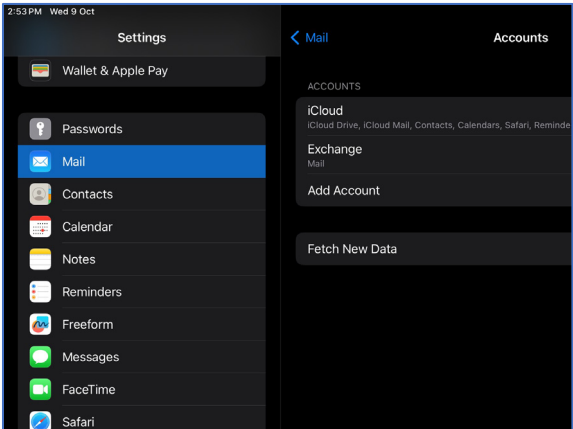 2:53 PM Wed 9 Oct
Settings
Wallet & Apple Pay
Passwords
Mail
Contacts
Calendar
Notes
Reminders
Freeform
Messages
FaceTime
Safari
Mail
Accounts
ACCOUNTS
iCloud
iCloud Drive, iCloud Mail, Contacts, Calendars, Safari, Reminde
Exchange
Mail
Add Account
Fetch New Data